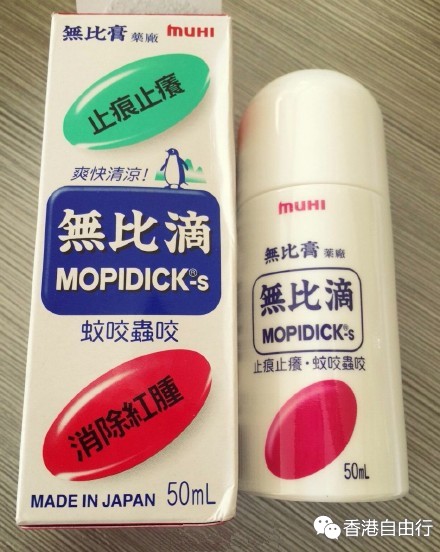 無比膏 藥廠 muHI
止痕止癢
爽快清涼!
無比滴
MOPIDICK®-s
蚊咬蟲咬
消除紅腫
MADE IN JAPAN 50mL
muHI
無比膏 藥廠
無比滴
MOPIDICK®-s
止痕止癢·蚊咬蟲咬
50mL
香港自由行